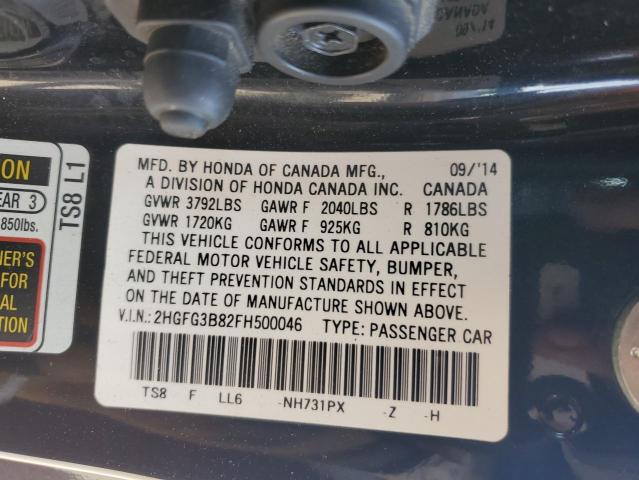 MFD. BY HONDA OF CANADA MFG., 09/'14
A DIVISION OF HONDA CANADA INC. CANADA
GVWR 3792LBS GAWR F 2040LBS R 1786LBS
GVWR 1720KG GAWR F 925KG R 810KG
THIS VEHICLE CONFORMS TO ALL APPLICABLE
FEDERAL MOTOR VEHICLE SAFETY, BUMPER,
AND THEFT PREVENTION STANDARDS IN EFFECT
ON THE DATE OF MANUFACTURE SHOWN ABOVE.
V.I.N.: 2HGFG3B82FH500046 TYPE: PASSENGER CAR
TS8 F LL6 -NH731PX -Z -H
ION
EAR 3
850lbs.
TS8 L1
NER'S
FOR
AL
TION